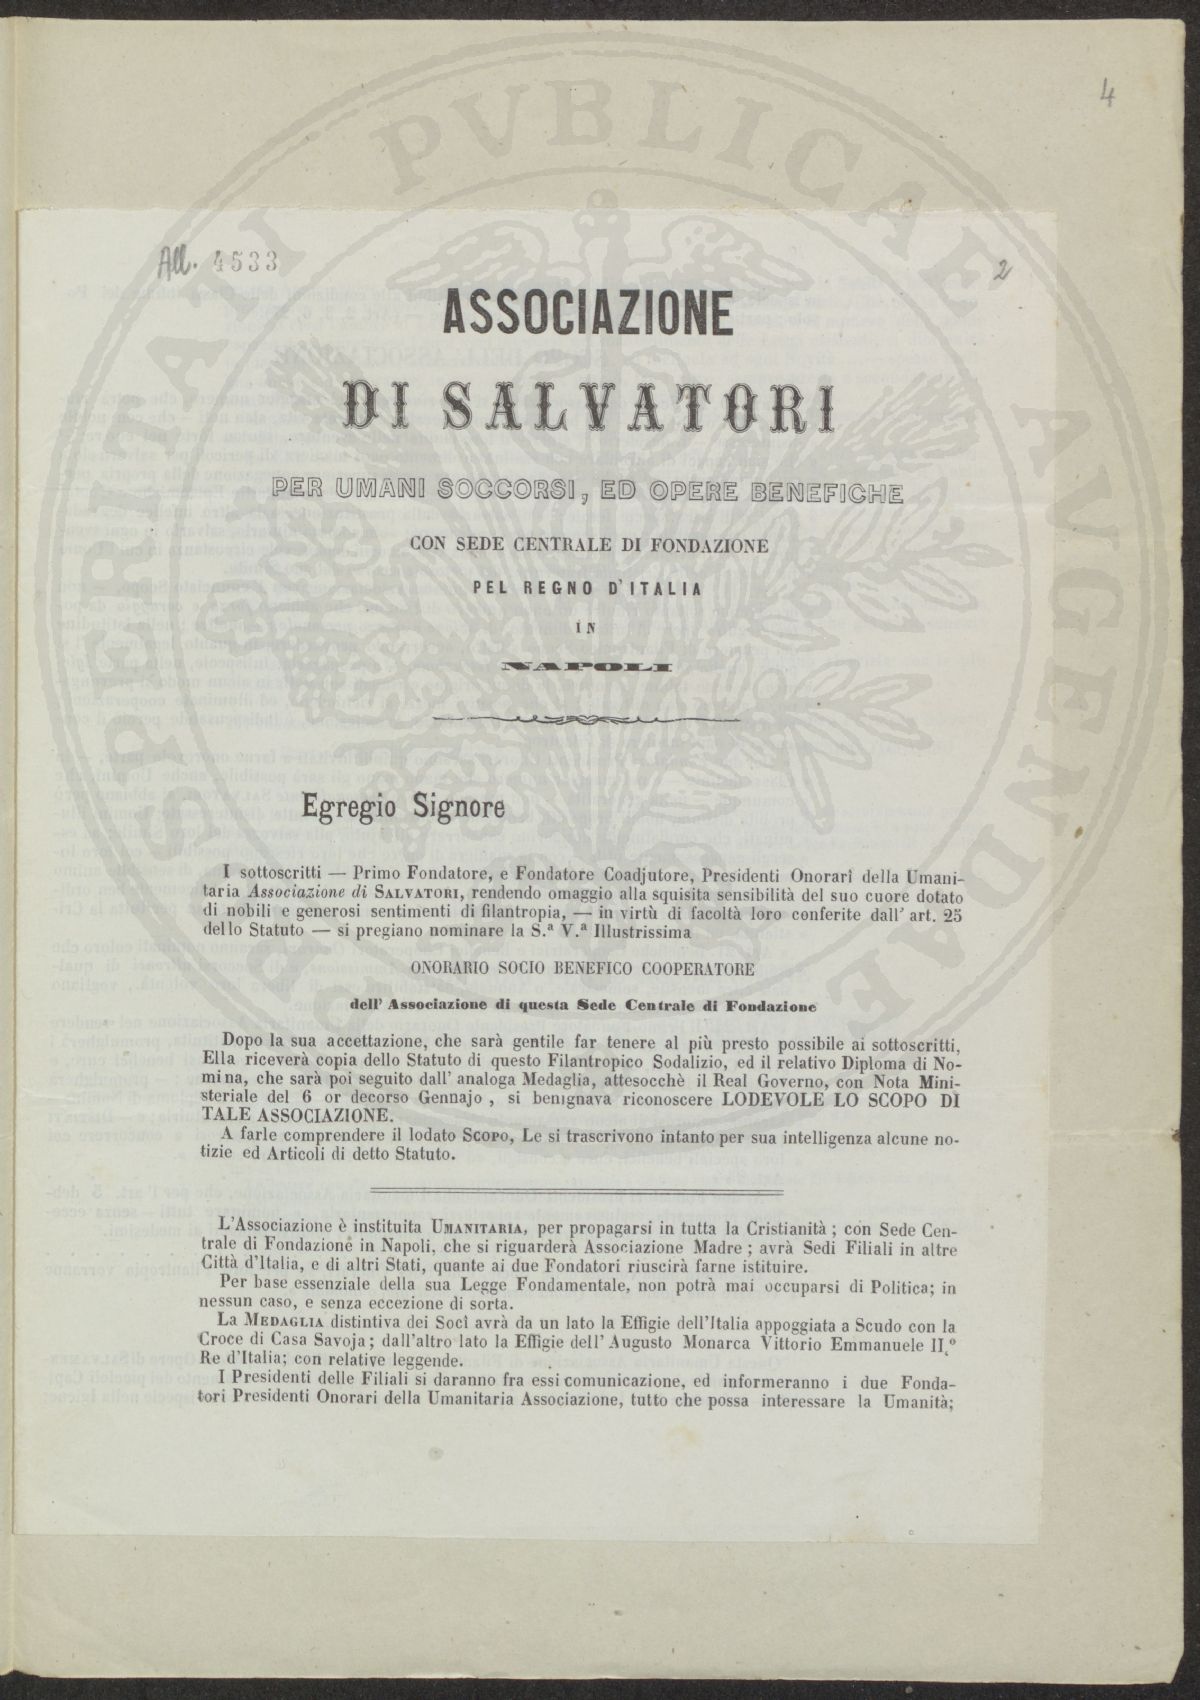 4
All. 4533
2
ASSOCIAZIONE
DI SALVATORI
PER UMANI SOCCORSI, ED OPERE BENEFICHE
CON SEDE CENTRALE DI FONDAZIONE
PEL REGNO D'ITALIA
IN
NAPOLI
Egregio Signore
I sottoscritti — Primo Fondatore, e Fondatore Coadjutore, Presidenti Onorarî della Umani-
taria Associazione di SALVATORI, rendendo omaggio alla squisita sensibilità del suo cuore dotato
di nobili e generosi sentimenti di filantropia, — in virtù di facoltà loro conferite dall' art. 25
dello Statuto — si pregiano nominare la S.ª V.ª Illustrissima
ONORARIO SOCIO BENEFICO COOPERATORE
dell' Associazione di questa Sede Centrale di Fondazione
Dopo la sua accettazione, che sarà gentile far tenere al più presto possibile ai sottoscritti,
Ella riceverà copia dello Statuto di questo Filantropico Sodalizio, ed il relativo Diploma di No-
mina, che sarà poi seguito dall' analoga Medaglia, attesocchè il Real Governo, con Nota Mini-
steriale del 6 or decorso Gennajo , si benignava riconoscere LODEVOLE LO SCOPO DI
TALE ASSOCIAZIONE.
A farle comprendere il lodato SCOPO, Le si trascrivono intanto per sua intelligenza alcune no-
tizie ed Articoli di detto Statuto.
L'Associazione è instituita UMANITARIA, per propagarsi in tutta la Cristianità ; con Sede Cen-
trale di Fondazione in Napoli, che si riguarderà Associazione Madre ; avrà Sedi Filiali in altre
Città d'Italia, e di altri Stati, quante ai due Fondatori riuscirà farne istituire.
Per base essenziale della sua Legge Fondamentale, non potrà mai occuparsi di Politica; in
nessun caso, e senza eccezione di sorta.
La MEDAGLIA distintiva dei Socî avrà da un lato la Effigie dell'Italia appoggiata a Scudo con la
Croce di Casa Savoja ; dall'altro lato la Effigie dell' Augusto Monarca Vittorio Emmanuele II.º
Re d'Italia; con relative leggende.
I Presidenti delle Filiali si daranno fra essi comunicazione, ed informeranno i due Fonda-
tori Presidenti Onorari della Umanitaria Associazione, tutto che possa interessare la Umanità;
PROSPERITATI PVBLICAE AVGENDAE